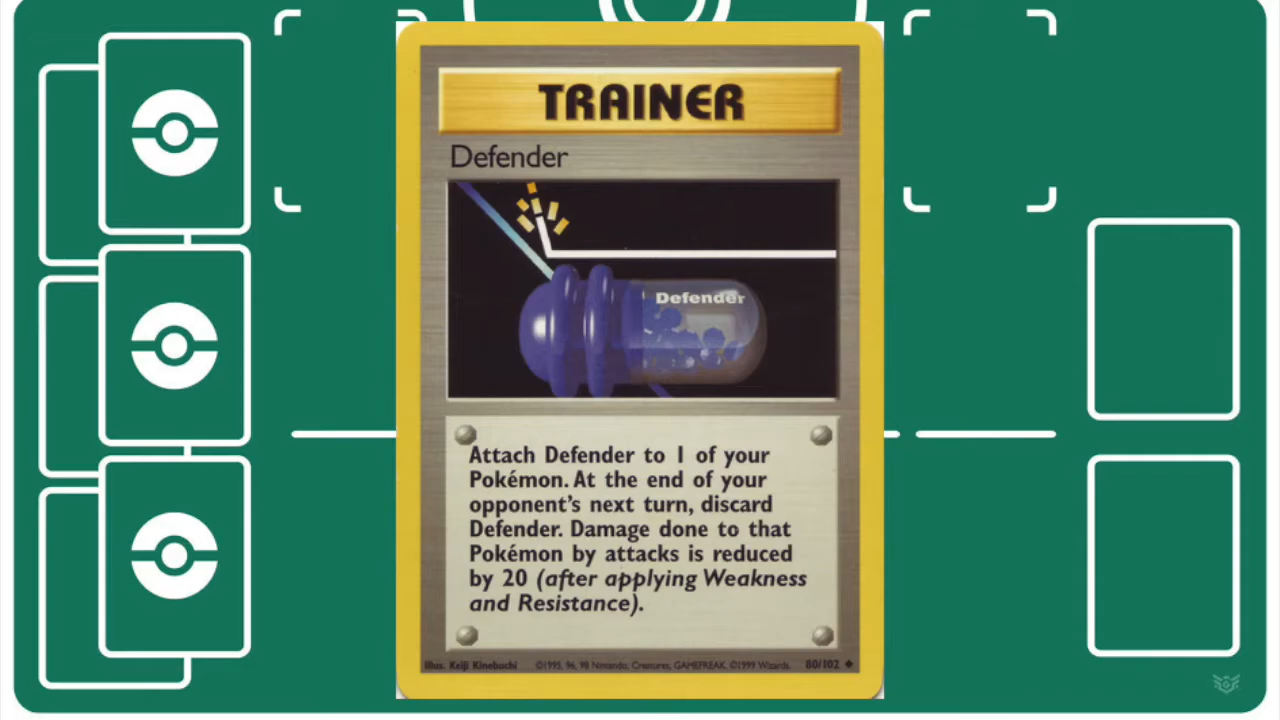 TRAINER
Defender
Defender
Attach Defender to 1 of your
Pokémon. At the end of your
opponent's next turn, discard
Defender. Damage done to that
Pokémon by attacks is reduced
by 20 (after applying Weakness
and Resistance).
Illus. Keiji Kinebuchi ©1995, 96, 98 Nintendo, Creatures, GAMEFREAK. ©1999 Wizards. 80/102